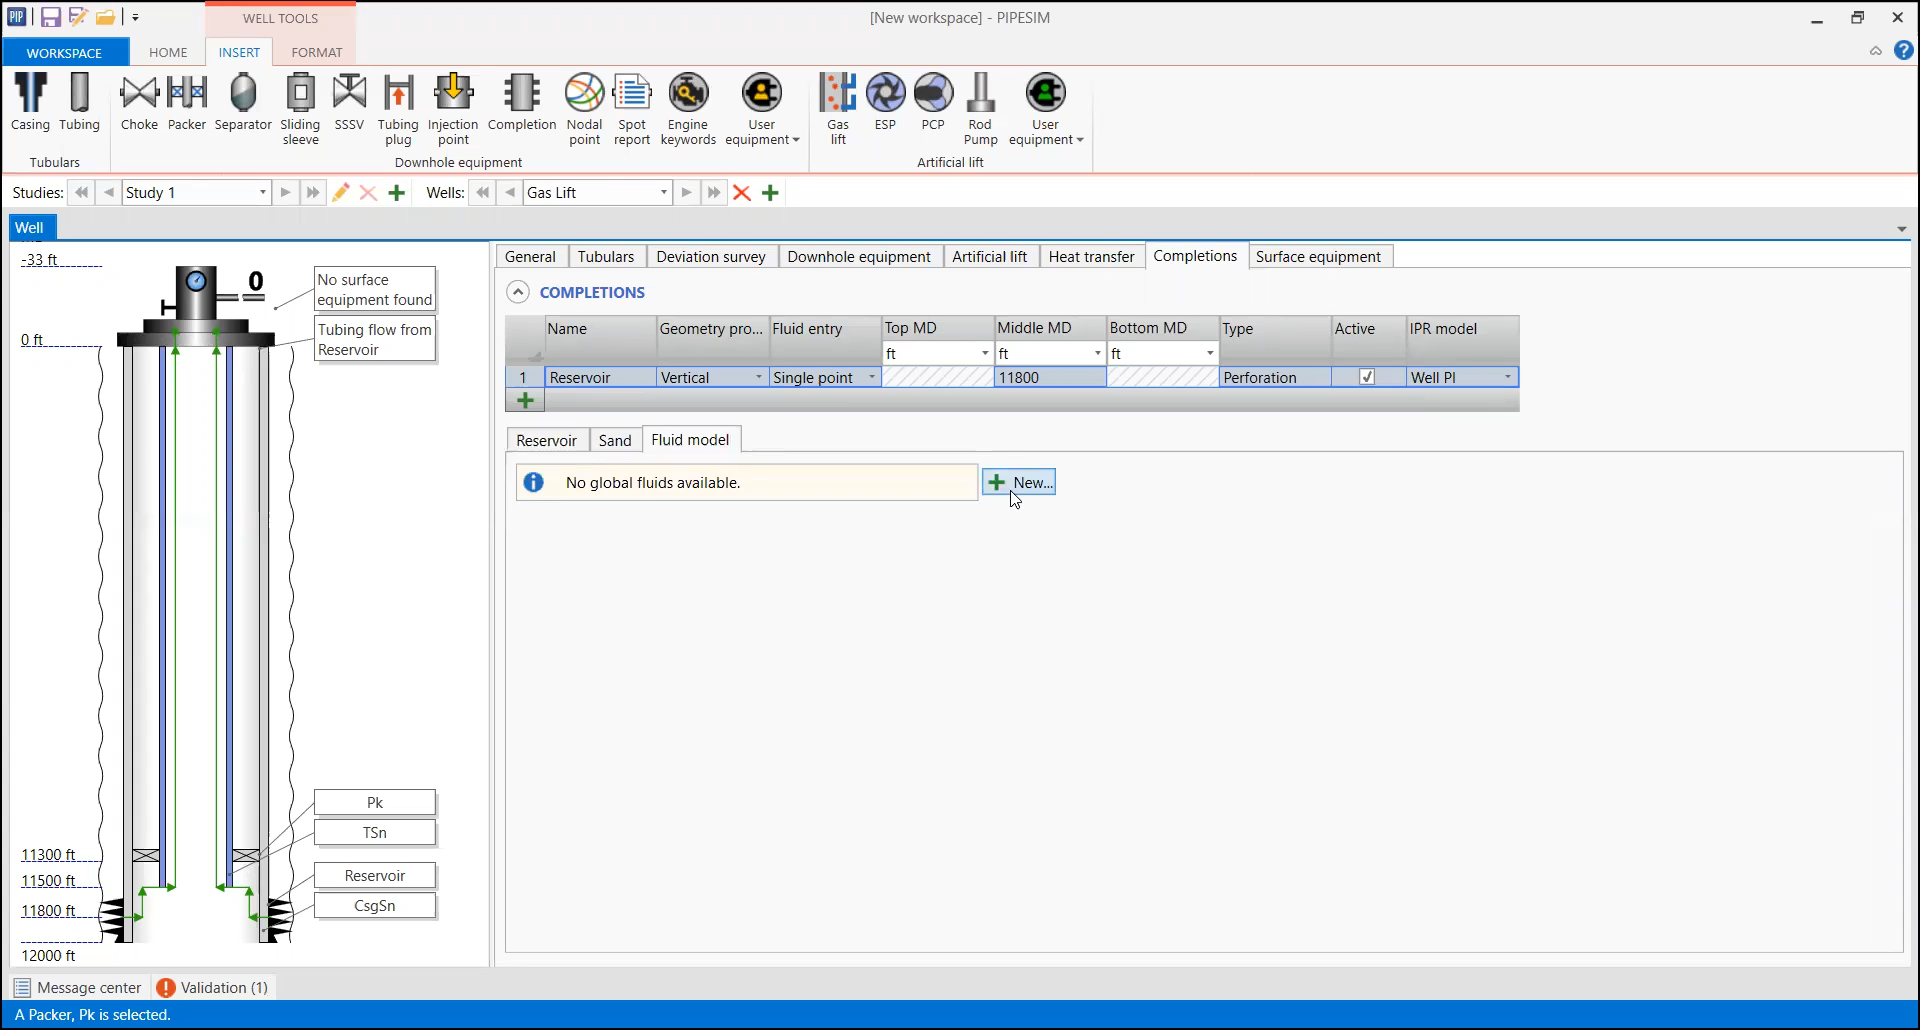 PIP
WELL TOOLS
[New workspace] - PIPESIM
WORKSPACE
HOME
INSERT
FORMAT
?
Casing
Tubing
Choke
Packer
Separator
Sliding
sleeve
SSSV
Tubing
plug
Injection
point
Completion
Nodal
point
Spot
report
Engine
keywords
User
equipment
Gas
lift
ESP
PCP
Rod
Pump
User
equipment
Tubulars
Downhole equipment
Artificial lift
Studies:
Study 1
Wells:
Gas Lift
Well
General
Tubulars
Deviation survey
Downhole equipment
Artificial lift
Heat transfer
Completions
Surface equipment
COMPLETIONS
Name
Geometry pro...
Fluid entry
Top MD
Middle MD
Bottom MD
Type
Active
IPR model
ft
ft
ft
1
Reservoir
Vertical
Single point
11800
Perforation
Well PI
Reservoir
Sand
Fluid model
No global fluids available.
New...
-33 ft
0
No surface
equipment found
0 ft
Tubing flow from
Reservoir
Pk
TSn
11300 ft
11500 ft
Reservoir
11800 ft
CsgSn
12000 ft
Message center
Validation (1)
A Packer, Pk is selected.